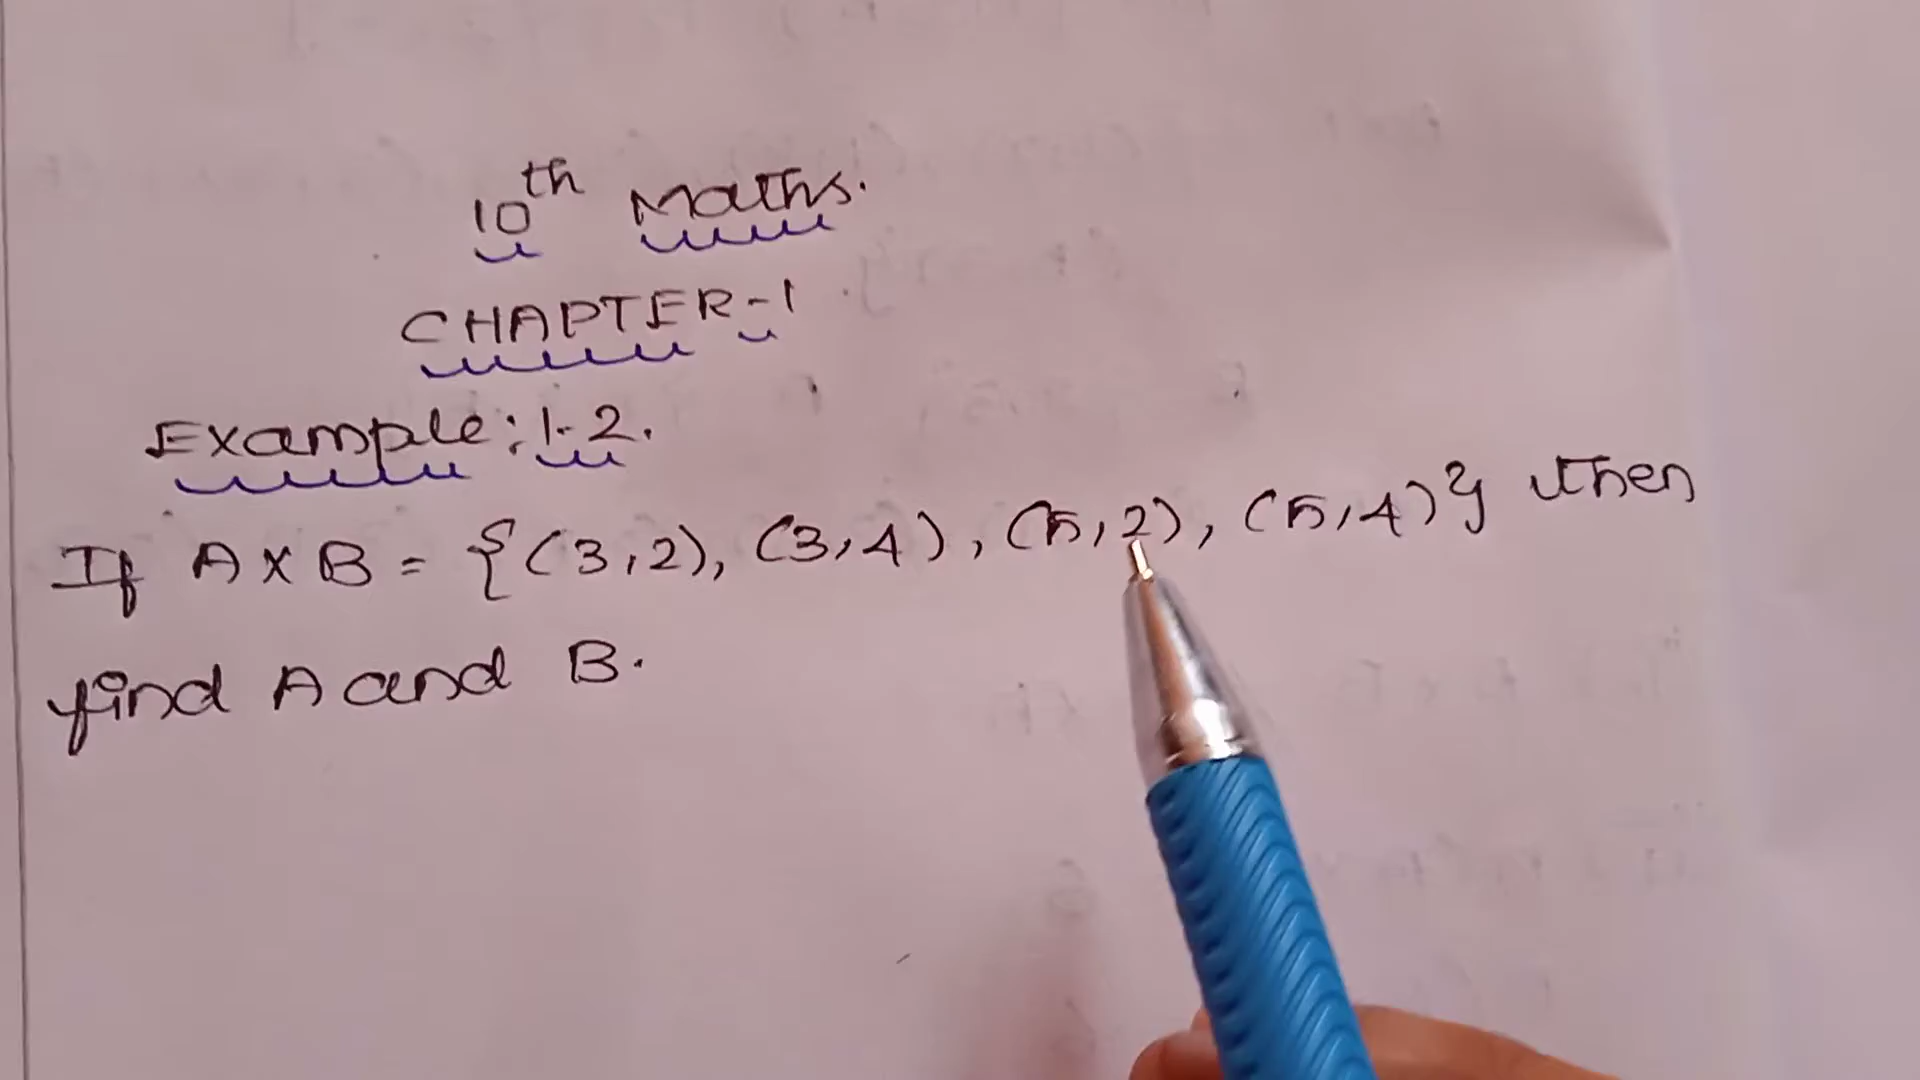 10th Maths.
CHAPTER-1
Example: 1.2.
If A x B = {(3,2), (3,4), (5,2), (5,4)} then
find A and B.